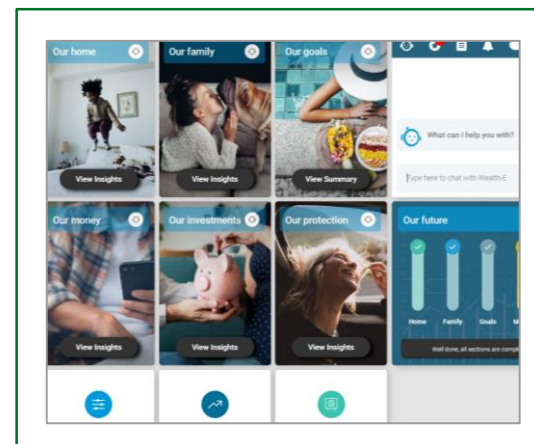 Our home
Our family
Our goals
What can I help you with?
View Insights
View Insights
View Summary
Type here to chat with Wealth-E
Our money
Our investments
Our protection
Our future
Home
Family
Goals
View Insights
View Insights
View Insights
Well done, all sections are